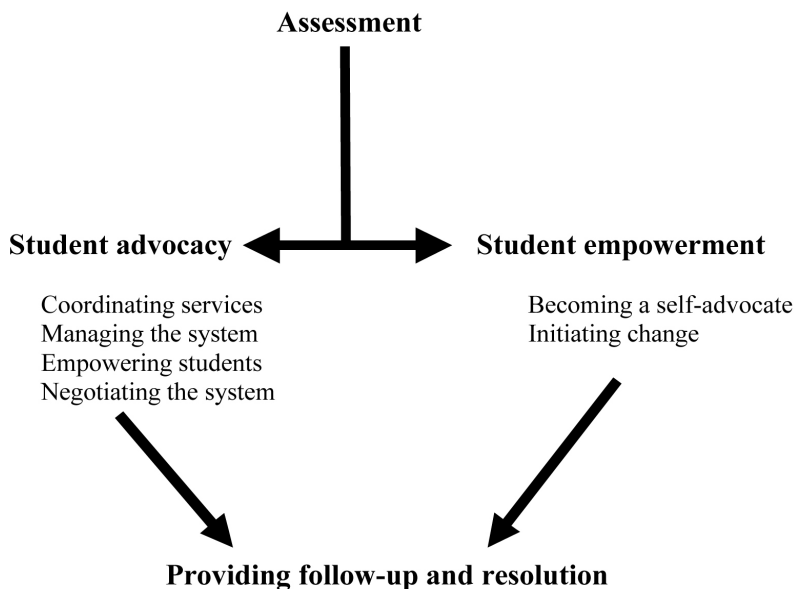 Assessment
Student advocacy
Coordinating services
Managing the system
Empowering students
Negotiating the system
Student empowerment
Becoming a self-advocate
Initiating change
Providing follow-up and resolution